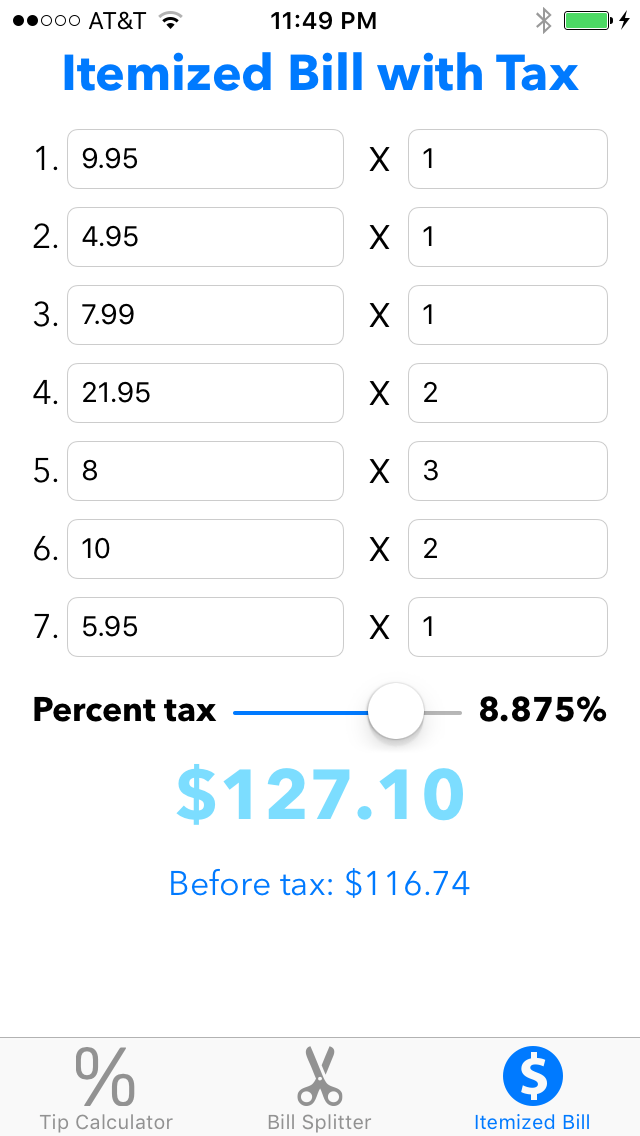 AT&T 11:49 PM
Itemized Bill with Tax
1. 9.95 X 1
2. 4.95 X 1
3. 7.99 X 1
4. 21.95 X 2
5. 8 X 3
6. 10 X 2
7. 5.95 X 1
Percent tax 8.875%
$127.10
Before tax: $116.74
% $
Tip Calculator Bill Splitter Itemized Bill